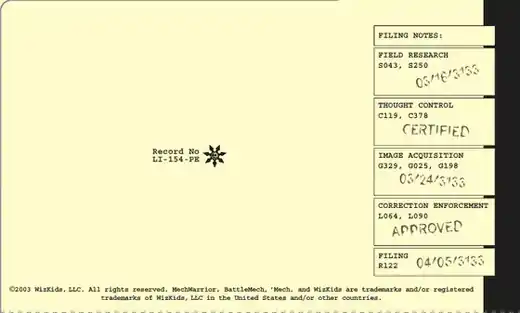 FILING NOTES:
FIELD RESEARCH
S043, S250
03/16/3133
THOUGHT CONTROL
C119, C378
CERTIFIED
Record No
LI-154-PE
IMAGE ACQUISITION
G329, G025, G198
03/24/3133
CORRECTION ENFORCEMENT
L064, L090
APPROVED
FILING
R122
04/05/3133
©2003 WizKids, LLC. All rights reserved. MechWarrior, BattleMech, 'Mech, and WizKids are trademarks and/or registered
trademarks of WizKids, LLC in the United States and/or other countries.